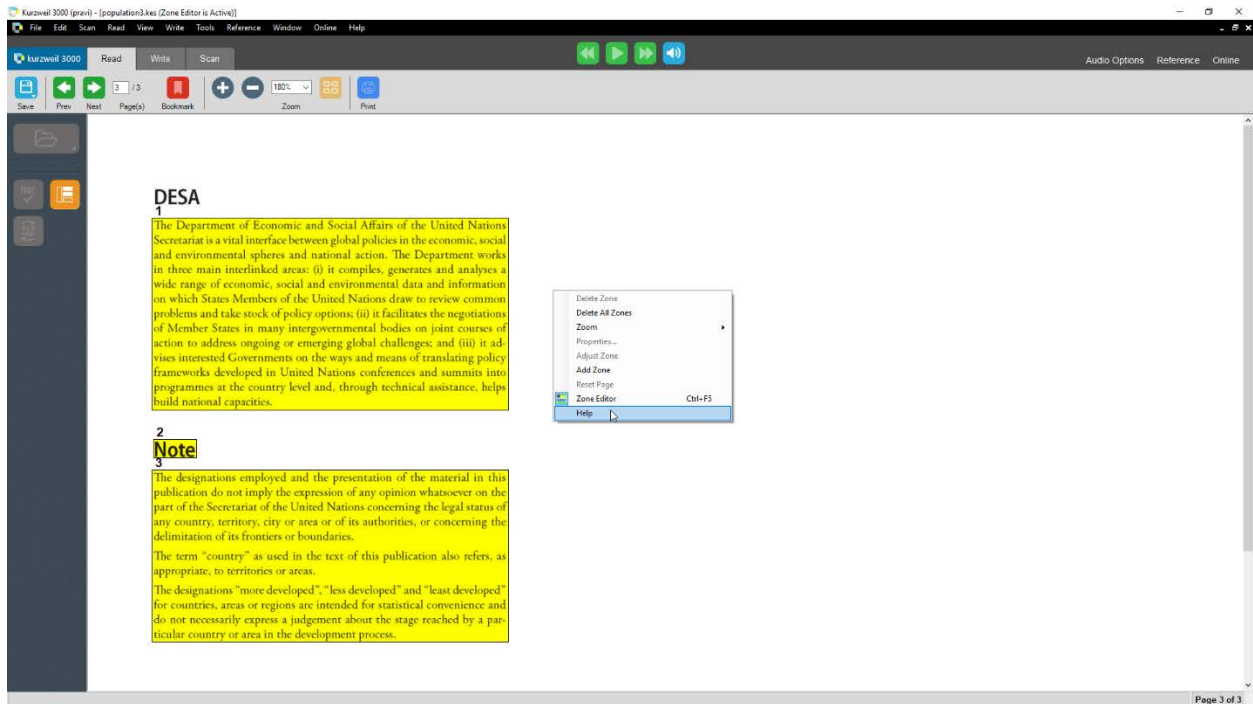 Kurzweil 3000 (pravi) - [population3.kes (Zone Editor is Active)]
File Edit Scan Read View Write Tools Reference Window Online Help
kurzweil 3000 Read Write Scan
Audio Options Reference Online
3 /3 180%
Save Prev Next Page(s) Bookmark Zoom Print
ABC
DESA
1
The Department of Economic and Social Affairs of the United Nations
Secretariat is a vital interface between global policies in the economic, social
and environmental spheres and national action. The Department works
in three main interlinked areas: (i) it compiles, generates and analyses a
wide range of economic, social and environmental data and information
on which States Members of the United Nations draw to review common
problems and take stock of policy options; (ii) it facilitates the negotiations
of Member States in many intergovernmental bodies on joint courses of
action to address ongoing or emerging global challenges; and (iii) it ad-
vises interested Governments on the ways and means of translating policy
frameworks developed in United Nations conferences and summits into
programmes at the country level and, through technical assistance, helps
build national capacities.
Delete Zone
Delete All Zones
Zoom
Properties...
Adjust Zone
Add Zone
Reset Page
Zone Editor Ctrl+F5
Help
2
Note
3
The designations employed and the presentation of the material in this
publication do not imply the expression of any opinion whatsoever on the
part of the Secretariat of the United Nations concerning the legal status of
any country, territory, city or area or of its authorities, or concerning the
delimitation of its frontiers or boundaries.
The term “country” as used in the text of this publication also refers, as
appropriate, to territories or areas.
The designations “more developed”, “less developed” and “least developed”
for countries, areas or regions are intended for statistical convenience and
do not necessarily express a judgement about the stage reached by a par-
ticular country or area in the development process.
Page 3 of 3